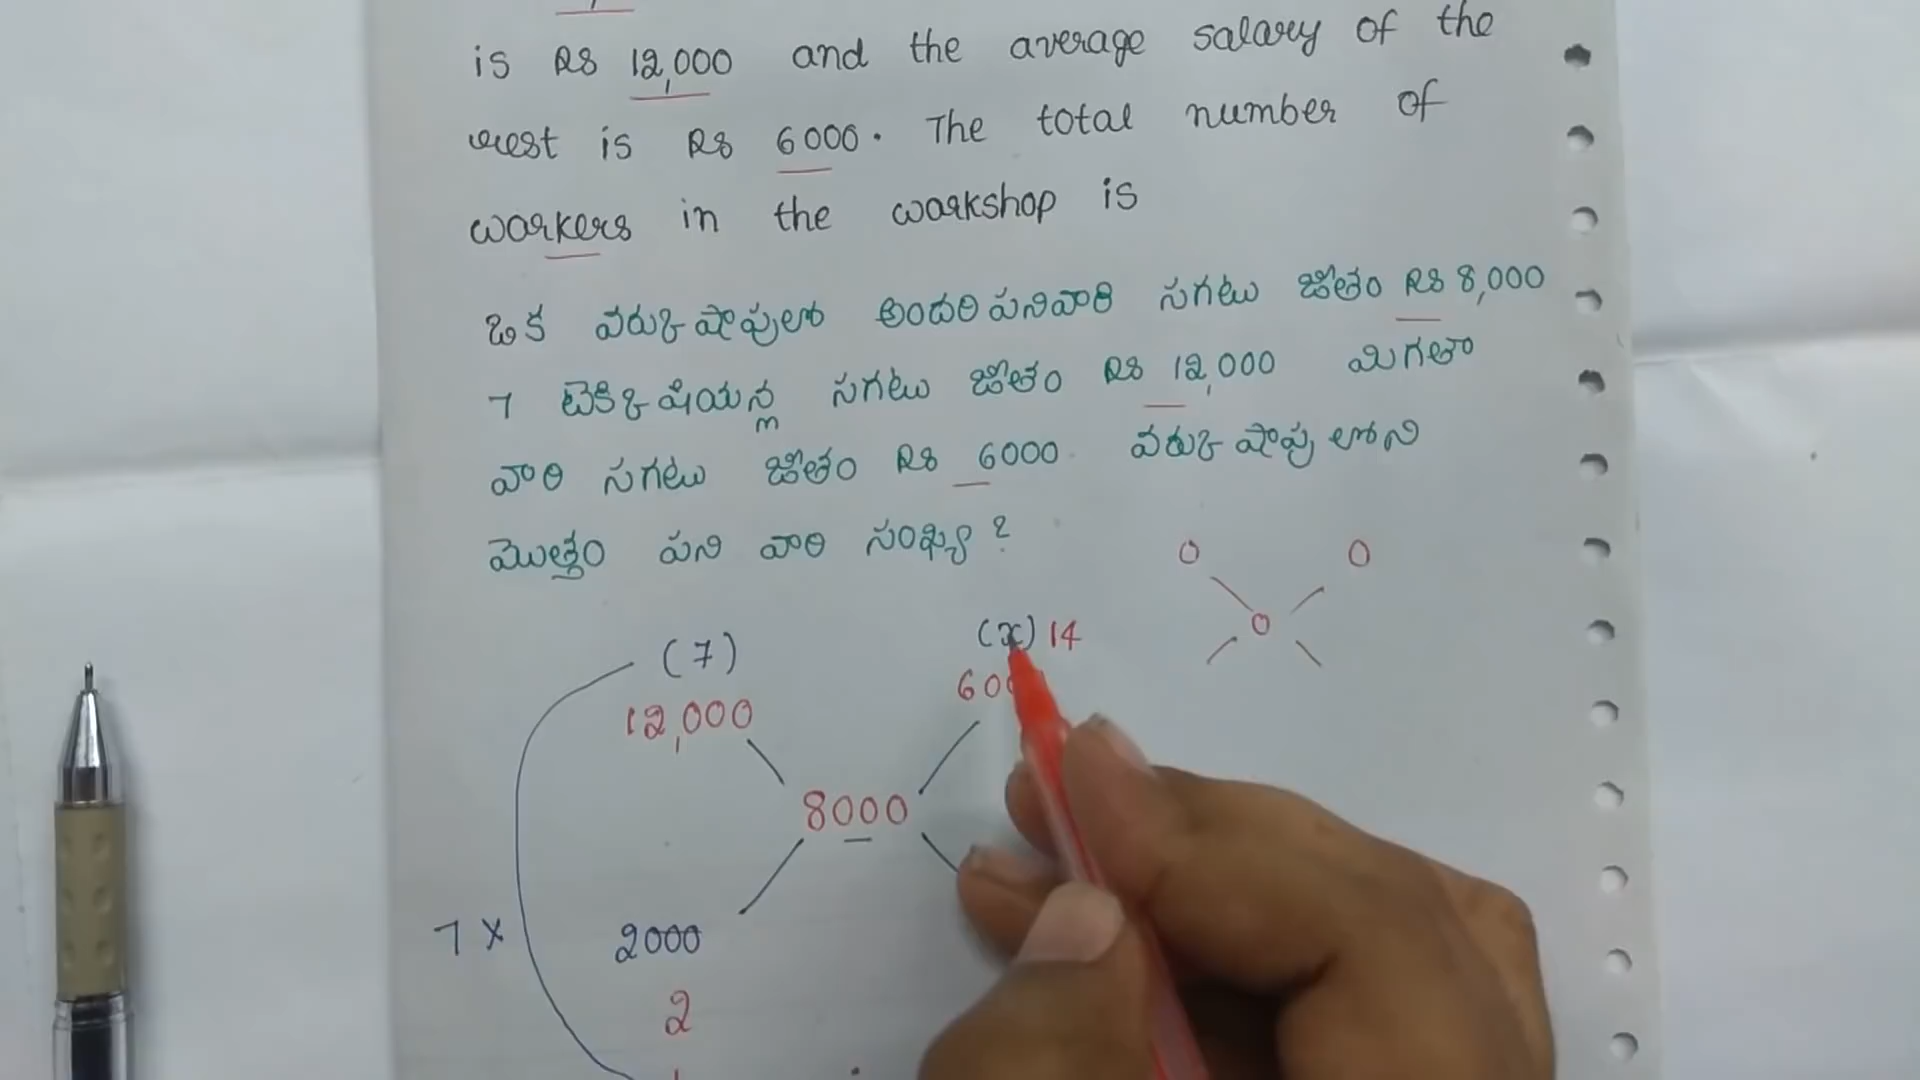 is Rs 12,000 and the average salary of the
rest is Rs 6000. The total number of
workers in the workshop is
ఒక వర్కుషాపులో అందరి పనివారి సగటు జీతం Rs 8,000
7 టెక్నిషియన్ల సగటు జీతం Rs 12,000 మిగతా
వారి సగటు జీతం Rs 6000. వర్కుషాపు లోని
మొత్తం పని వారి సంఖ్య ?
0 0
0
(7) (x) 14
12,000
8000
7 × 2000
2